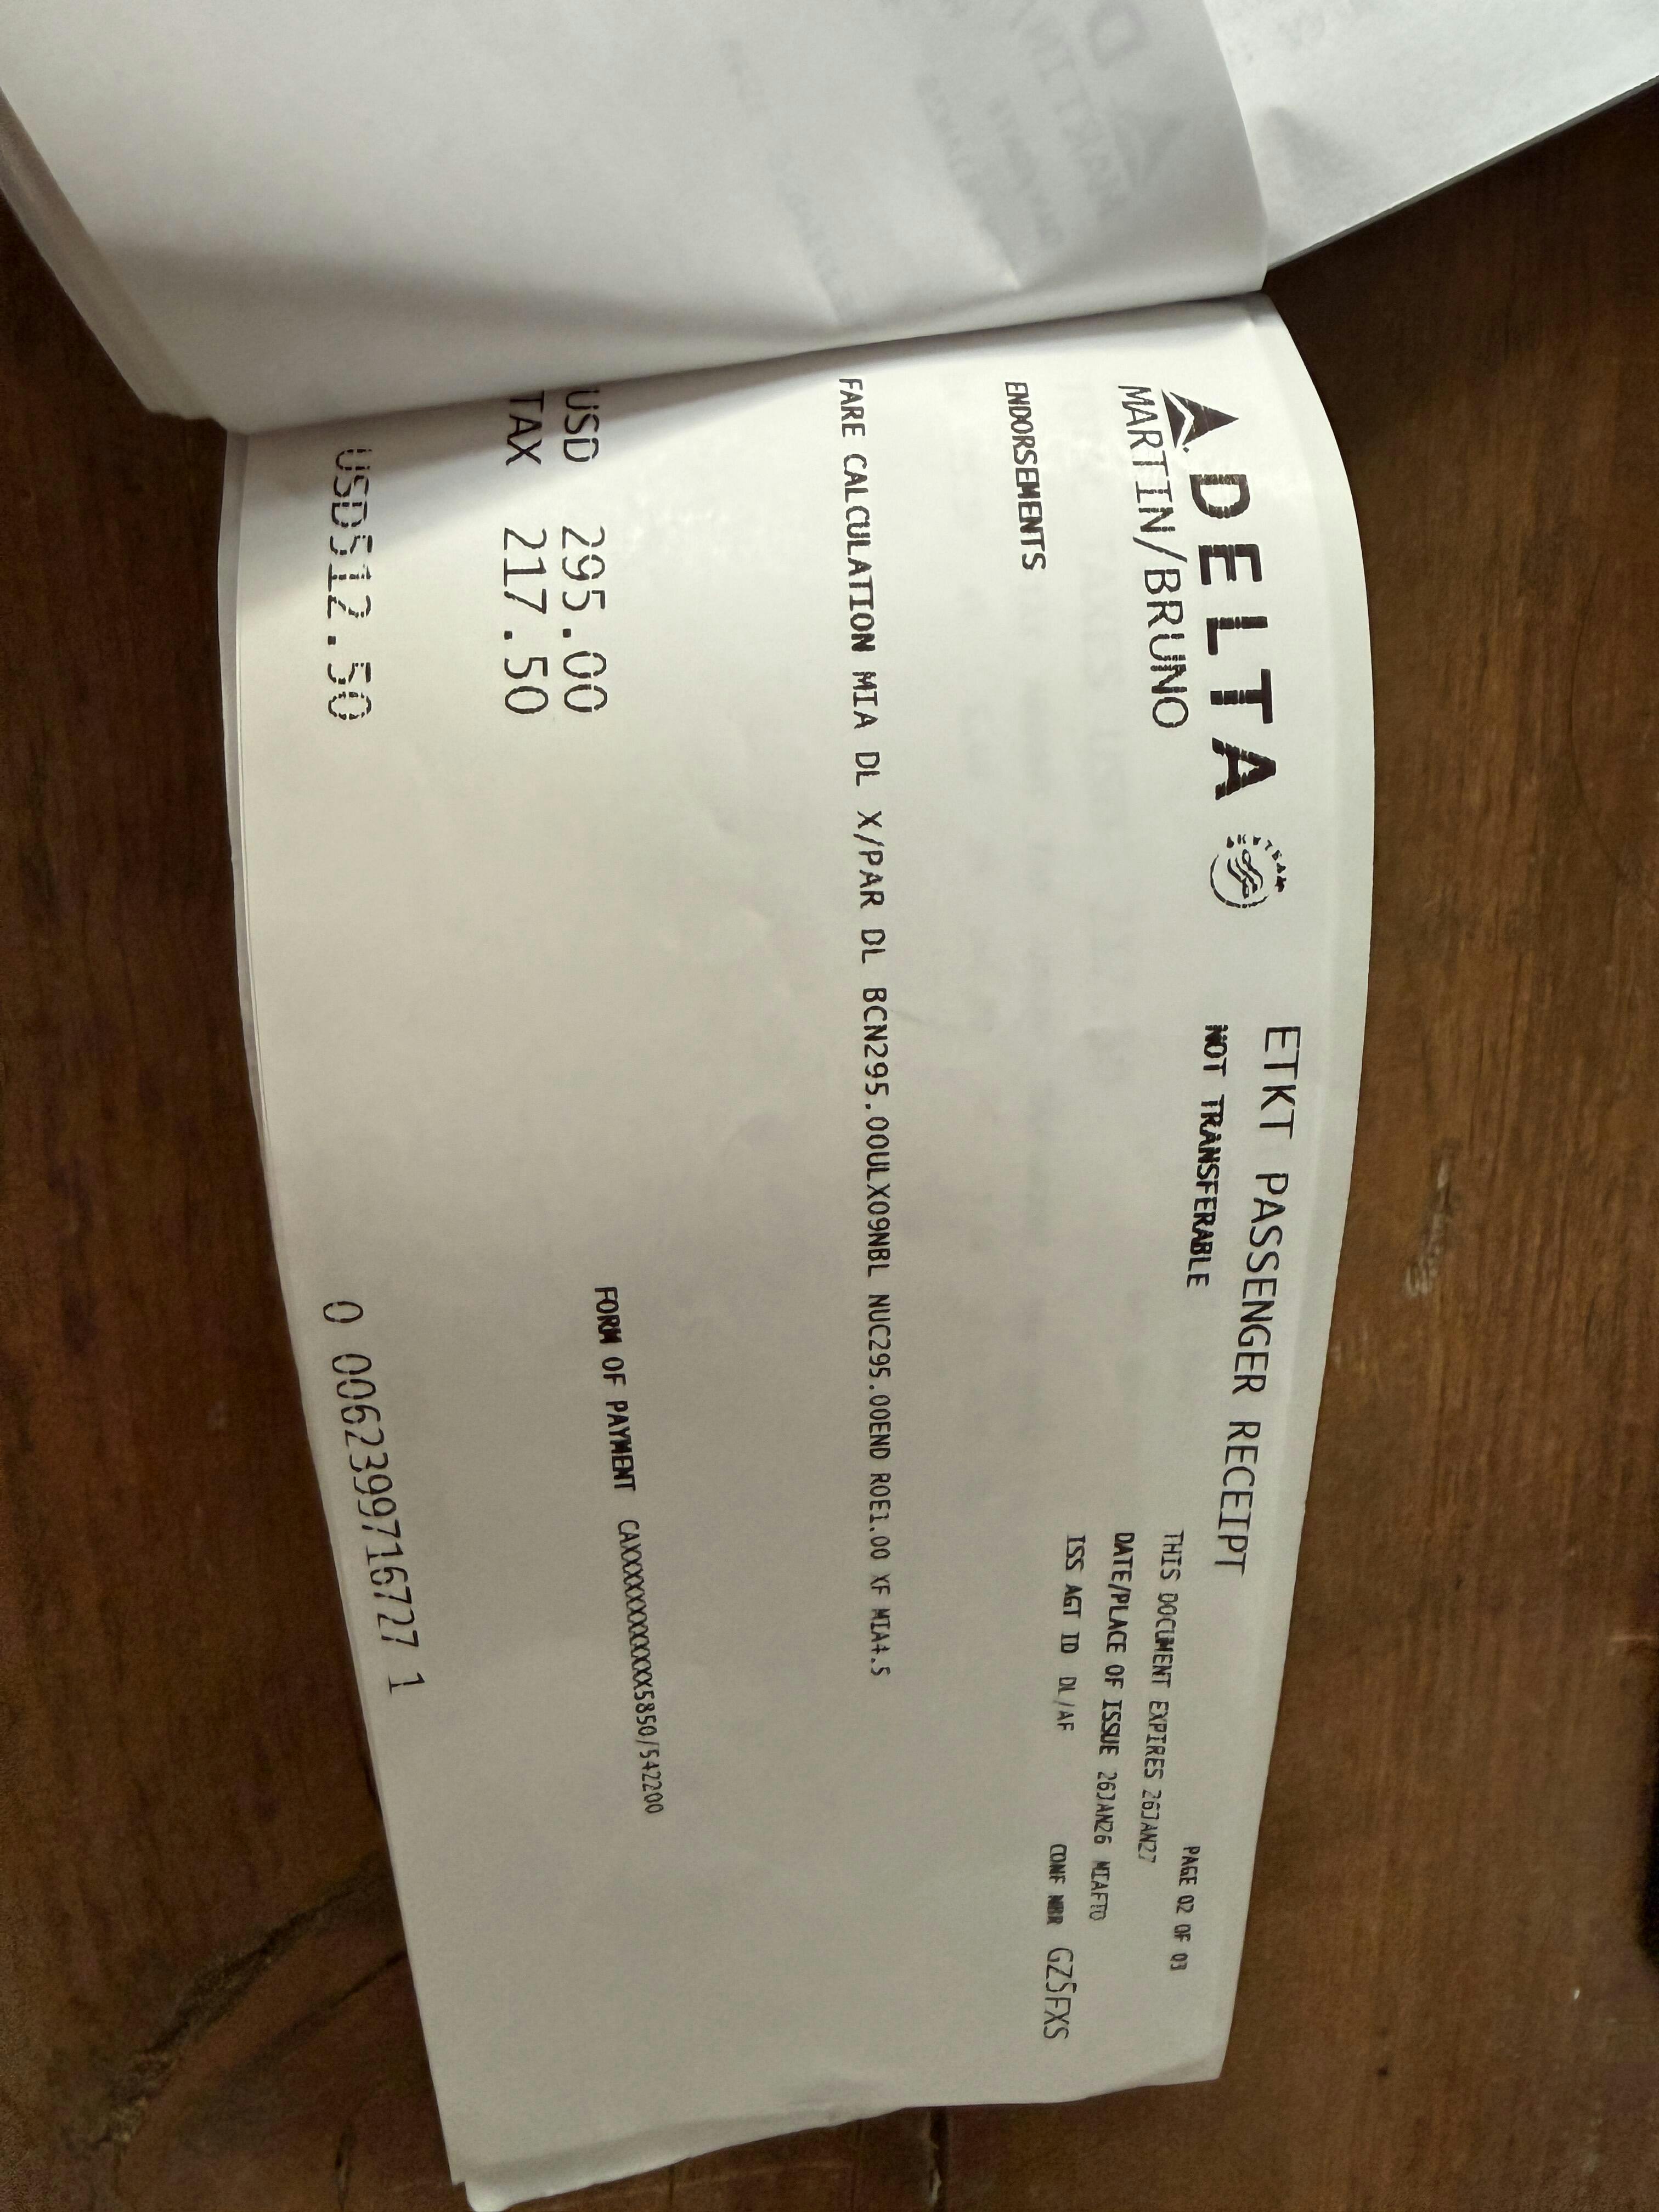 DELTA
ETKT PASSENGER RECEIPT
PAGE 02 OF 03
MARTIN/BRUNO
NOT TRANSFERABLE
THIS DOCUMENT EXPIRES 26JAN27
DATE/PLACE OF ISSUE 26JAN26 MIAFTO
ENDORSEMENTS
ISS AGT ID DL/AF
CONF NBR GZ5FXS
FARE CALCULATION MIA DL X/PAR DL BCN295.00ULX09NBL NUC295.00END ROE1.00 XF MIA4.5
USD 295.00
TAX 217.50
FORM OF PAYMENT CAXXXXXXXXXXXX5850/542200
USD512.50
0 0062399716727 1